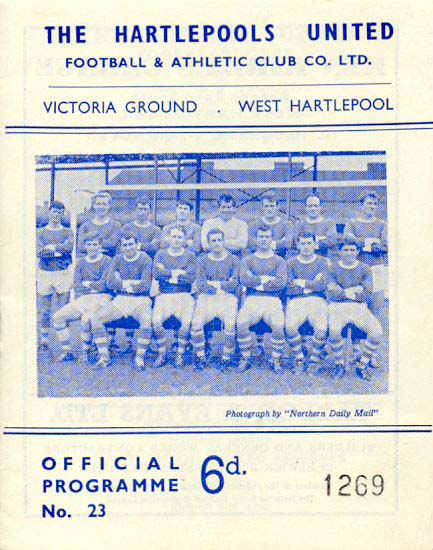 THE HARTLEPOOLS UNITED
FOOTBALL & ATHLETIC CLUB CO. LTD.
VICTORIA GROUND . WEST HARTLEPOOL
Photograph by "Northern Daily Mail"
OFFICIAL
PROGRAMME
No. 23
6d.
1269